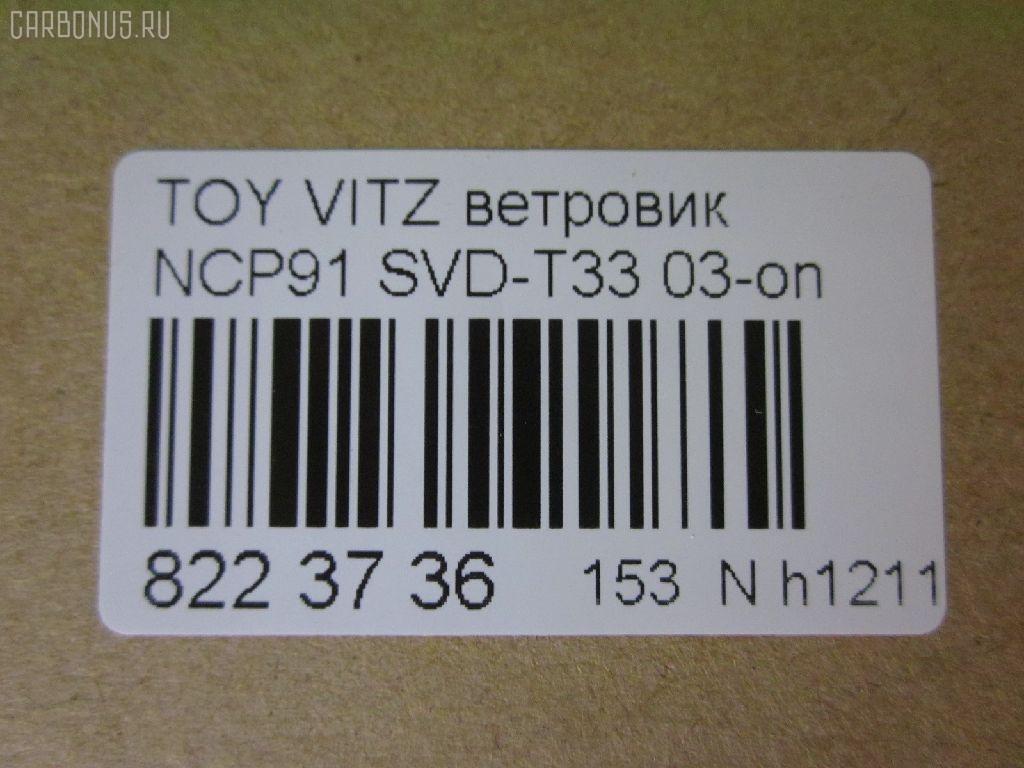 CARBONUS.RU
TOY VITZ ветровик
NCP91 SVD-T33 03-on
822 37 36 153 N h1211